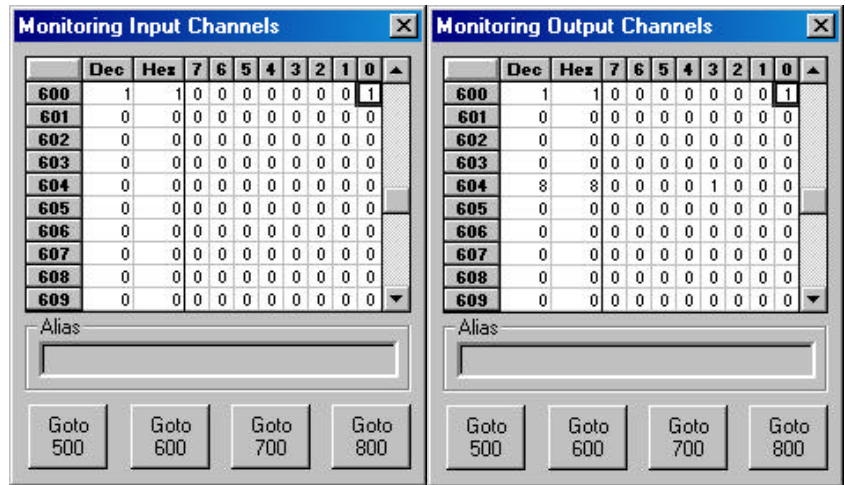 Monitoring Input Channels
Dec Hex 7 6 5 4 3 2 1 0
600 1 1 0 0 0 0 0 0 0 1
601 0 0 0 0 0 0 0 0 0 0
602 0 0 0 0 0 0 0 0 0 0
603 0 0 0 0 0 0 0 0 0 0
604 0 0 0 0 0 0 0 0 0 0
605 0 0 0 0 0 0 0 0 0 0
606 0 0 0 0 0 0 0 0 0 0
607 0 0 0 0 0 0 0 0 0 0
608 0 0 0 0 0 0 0 0 0 0
609 0 0 0 0 0 0 0 0 0 0
Alias
Goto 500
Goto 600
Goto 700
Goto 800
Monitoring Output Channels
Dec Hex 7 6 5 4 3 2 1 0
600 1 1 0 0 0 0 0 0 0 1
601 0 0 0 0 0 0 0 0 0 0
602 0 0 0 0 0 0 0 0 0 0
603 0 0 0 0 0 0 0 0 0 0
604 8 8 0 0 0 0 1 0 0 0
605 0 0 0 0 0 0 0 0 0 0
606 0 0 0 0 0 0 0 0 0 0
607 0 0 0 0 0 0 0 0 0 0
608 0 0 0 0 0 0 0 0 0 0
609 0 0 0 0 0 0 0 0 0 0
Alias
Goto 500
Goto 600
Goto 700
Goto 800